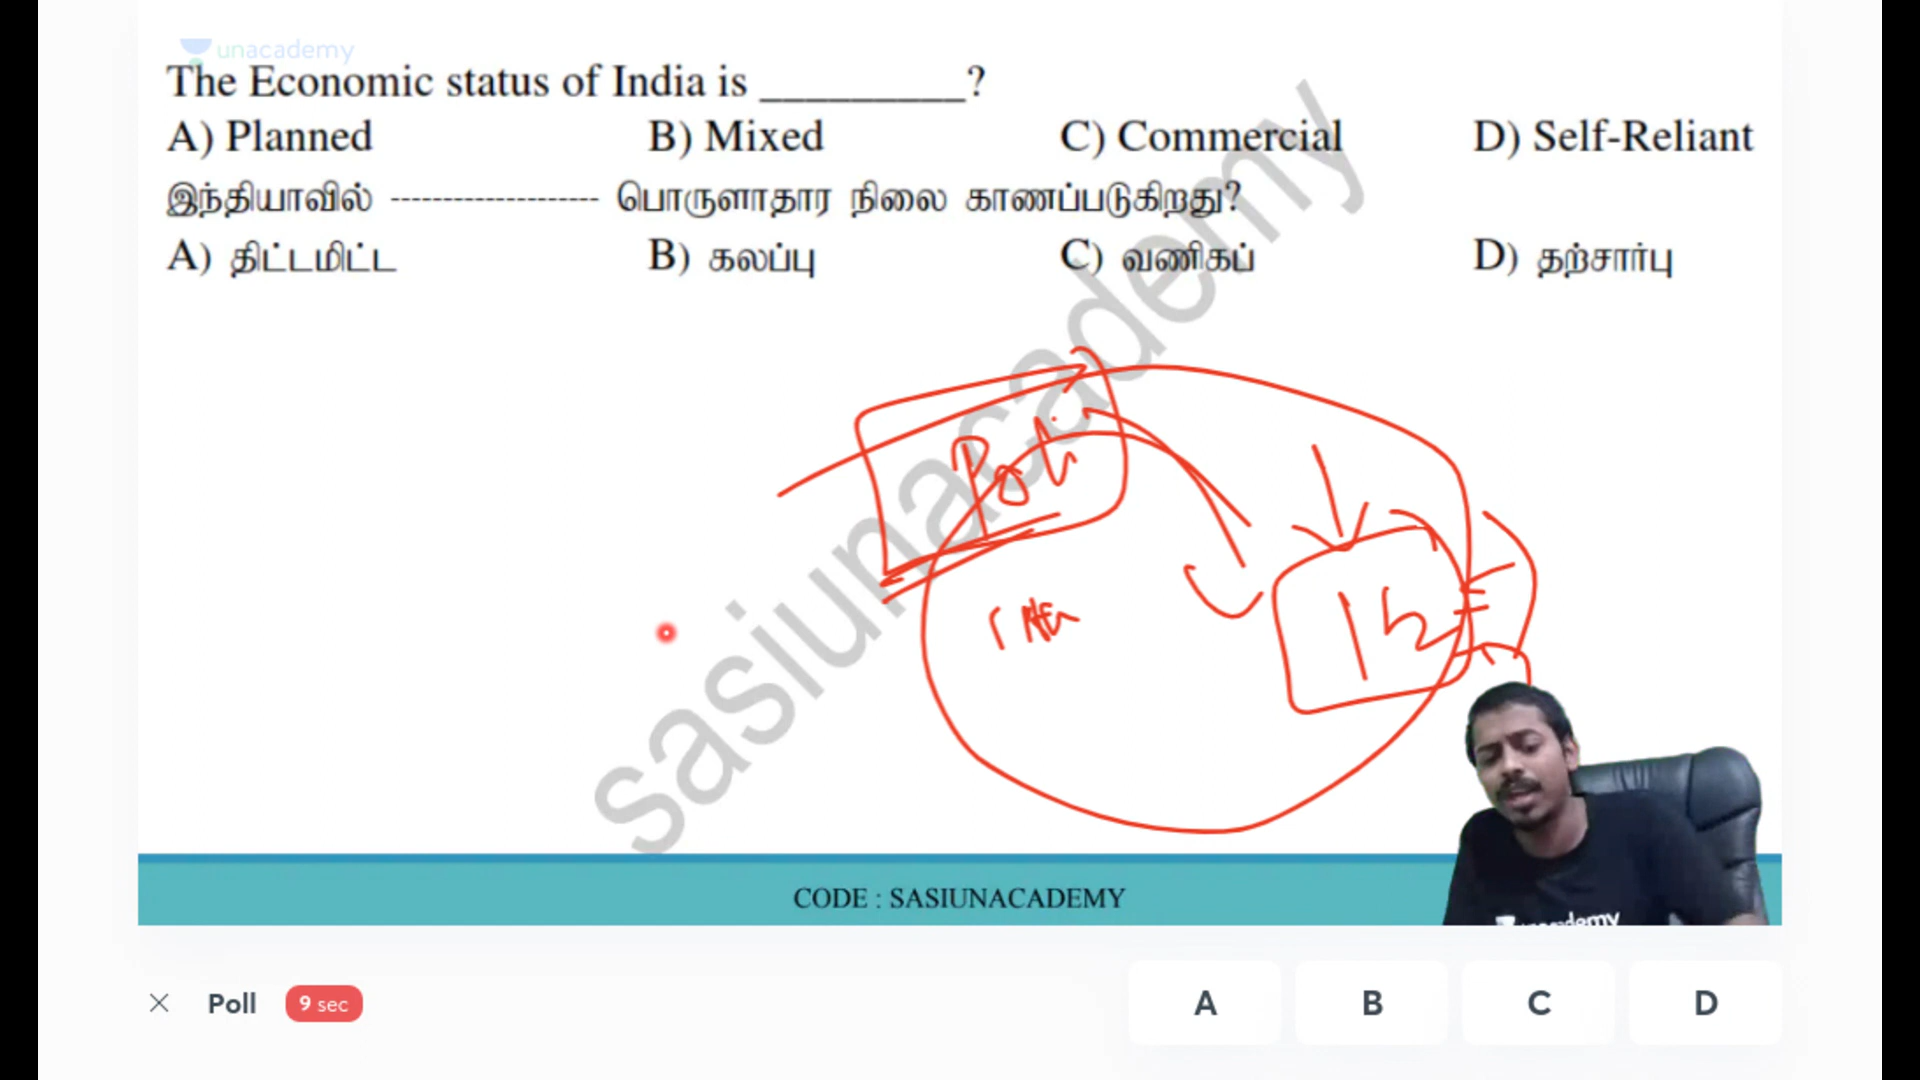 unacademy
The Economic status of India is _________?
A) Planned B) Mixed C) Commercial D) Self-Reliant
இந்தியாவில் -------------------- பொருளாதார நிலை காணப்படுகிறது?
A) திட்டமிட்ட B) கலப்பு C) வணிகப் D) தற்சார்பு
sasiunacademy
CODE : SASIUNACADEMY
Poll 9 sec A B C D